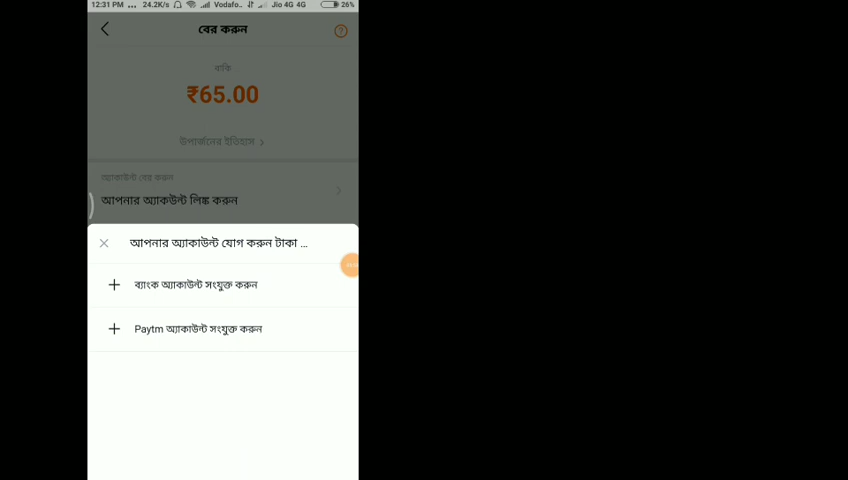 12:31 PM ... 24.2K/s Vodafo.. Jio 4G 4G 26%
বের করুন
বাকি
₹65.00
উপার্জনের ইতিহাস >
অ্যাকাউন্ট বের করুন
আপনার অ্যাকউন্ট লিঙ্ক করুন
আপনার অ্যাকাউন্ট যোগ করুন টাকা ...
ব্যাংক অ্যাকাউন্ট সংযুক্ত করুন
Paytm অ্যাকাউন্ট সংযুক্ত করুন